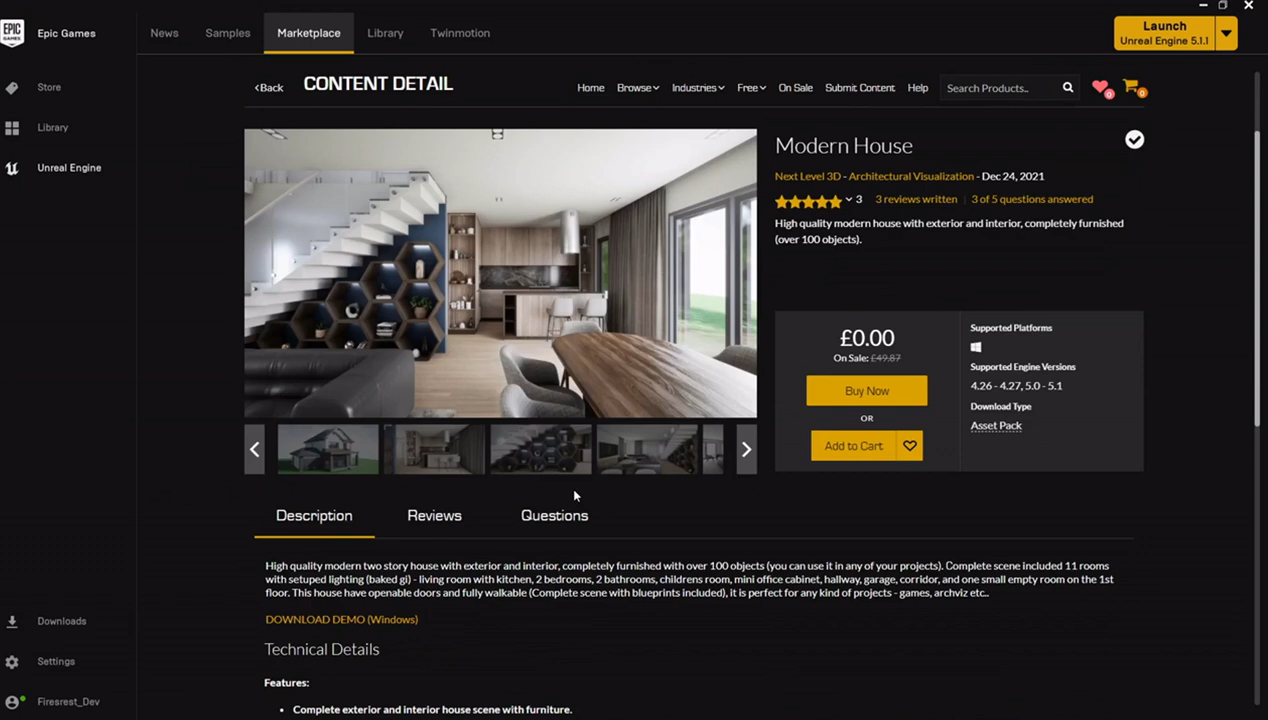 EPIC GAMES
Epic Games
Store
Library
Unreal Engine
Downloads
Settings
Firesrest_Dev
News
Samples
Marketplace
Library
Twinmotion
Launch
Unreal Engine 5.1.1
Back
CONTENT DETAIL
Home
Browse
Industries
Free
On Sale
Submit Content
Help
Search Products..
0
0
Modern House
Next Level 3D - Architectural Visualization - Dec 24, 2021
3
3 reviews written
3 of 5 questions answered
High quality modern house with exterior and interior, completely furnished
(over 100 objects).
£0.00
On Sale: £49.87
Buy Now
OR
Add to Cart
Supported Platforms
Supported Engine Versions
4.26 - 4.27, 5.0 - 5.1
Download Type
Asset Pack
Description
Reviews
Questions
High quality modern two story house with exterior and interior, completely furnished with over 100 objects (you can use it in any of your projects). Complete scene included 11 rooms
with setuped lighting (baked gi) - living room with kitchen, 2 bedrooms, 2 bathrooms, childrens room, mini office cabinet, hallway, garage, corridor, and one small empty room on the 1st
floor. This house have openable doors and fully walkable (Complete scene with blueprints included), it is perfect for any kind of projects - games, archviz etc..
DOWNLOAD DEMO (Windows)
Technical Details
Features:
• Complete exterior and interior house scene with furniture.